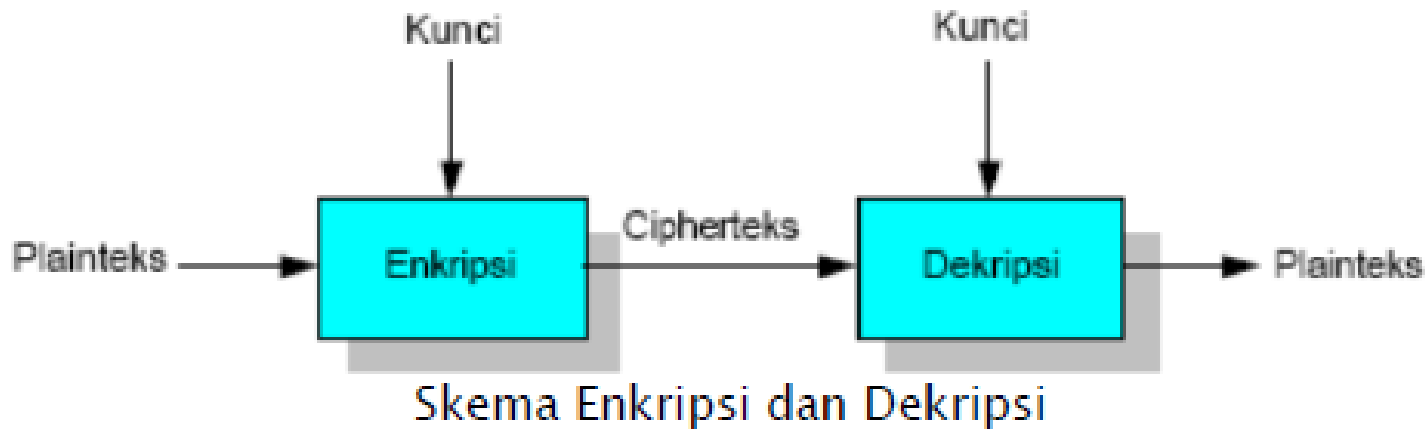 Kunci
Kunci
Plainteks
Enkripsi
Cipherteks
Dekripsi
Plainteks
Skema Enkripsi dan Dekripsi